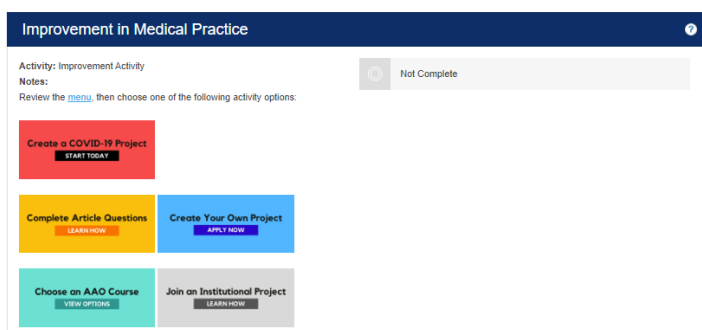 Improvement in Medical Practice
?
Activity: Improvement Activity
Notes:
Review the menu, then choose one of the following activity options:
Not Complete
Create a COVID-19 Project
START TODAY
Complete Article Questions
LEARN HOW
Create Your Own Project
APPLY NOW
Choose an AAO Course
VIEW OPTIONS
Join an Institutional Project
LEARN HOW